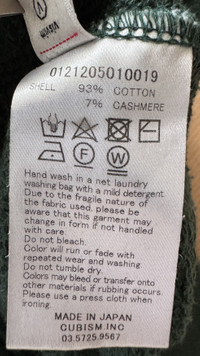 0121205010019
SHELL 93% COTTON
7% CASHMERE
F W
Hand wash in a net laundry
washing bag with a mild detergent.
Due to the fragile nature of
the fabric used, please be
aware that this garment may
change in form if not handled
with care.
Do not bleach.
Color will run or fade with
repeated wear and washing.
Do not tumble dry.
Colors may bleed or transfer onto
other materials if rubbing occurs.
Please use a press cloth when
ironing.
MADE IN JAPAN
CUBISM INC
03.5725.9567